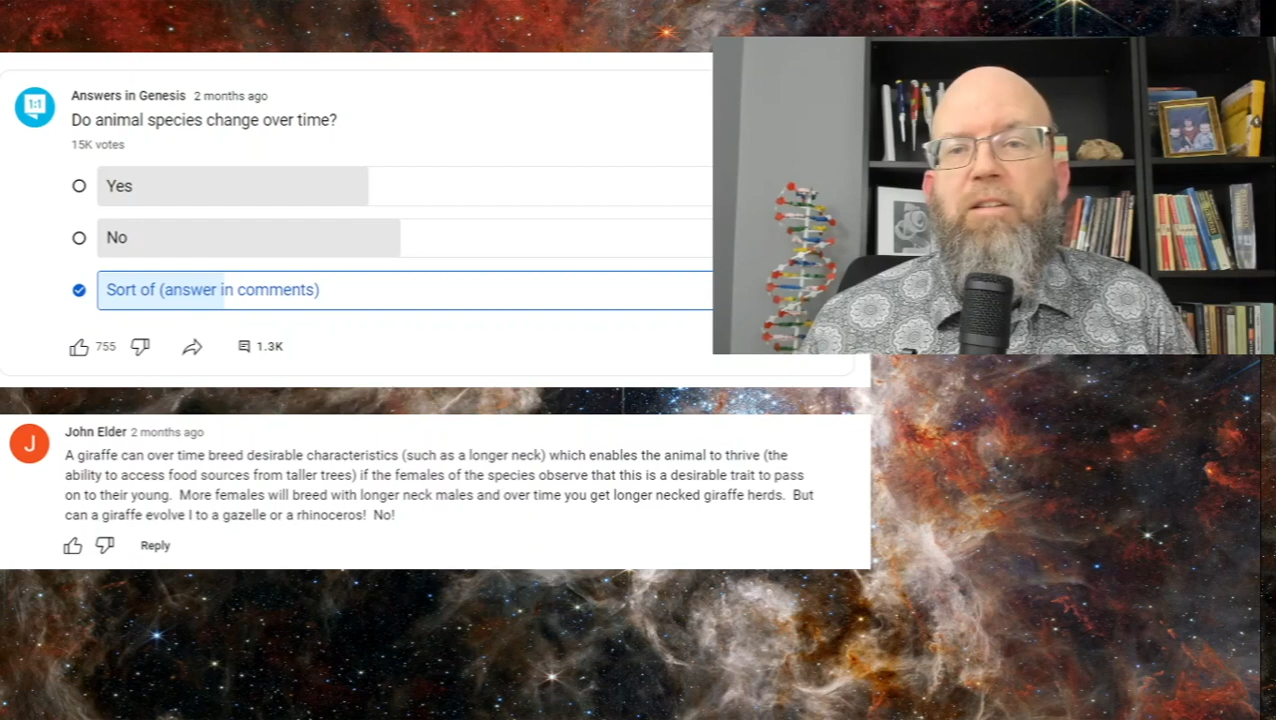 1:1
Answers in Genesis 2 months ago
Do animal species change over time?
15K votes
Yes
No
Sort of (answer in comments)
755 1.3K
J
John Elder 2 months ago
A giraffe can over time breed desirable characteristics (such as a longer neck) which enables the animal to thrive (the
ability to access food sources from taller trees) if the females of the species observe that this is a desirable trait to pass
on to their young. More females will breed with longer neck males and over time you get longer necked giraffe herds. But
can a giraffe evolve I to a gazelle or a rhinoceros! No!
Reply